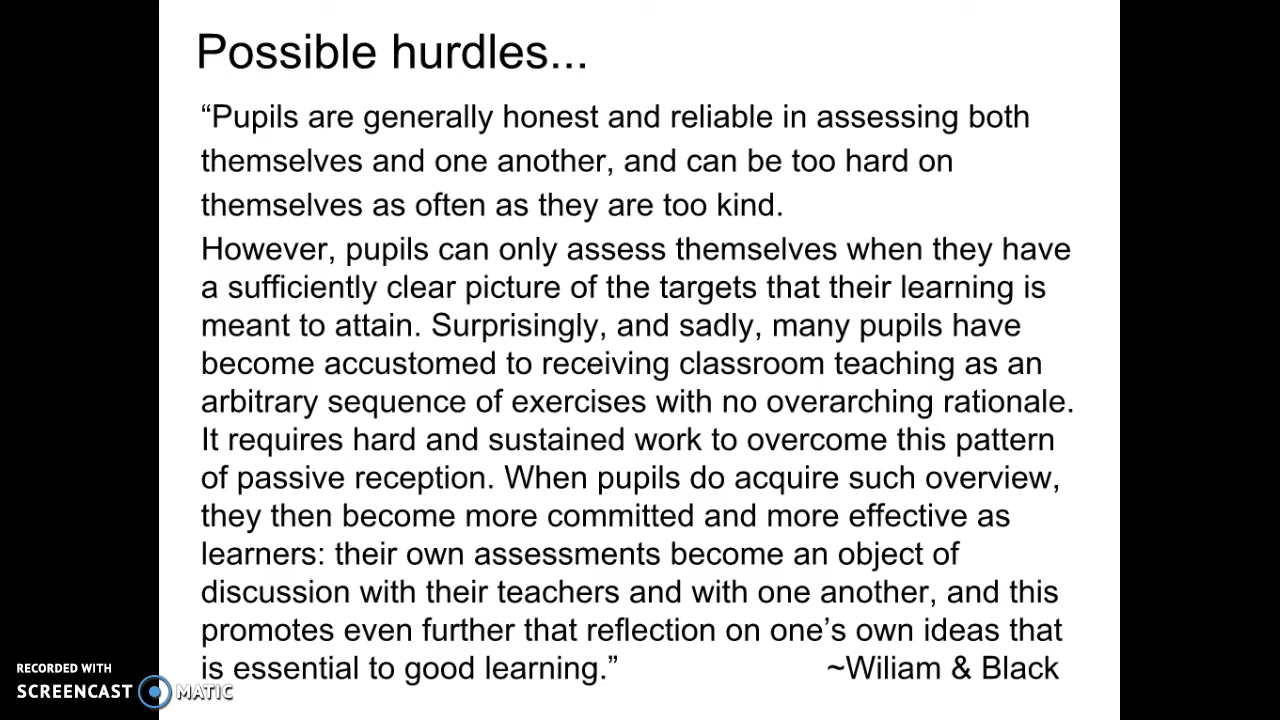 Possible hurdles...
“Pupils are generally honest and reliable in assessing both
themselves and one another, and can be too hard on
themselves as often as they are too kind.
However, pupils can only assess themselves when they have
a sufficiently clear picture of the targets that their learning is
meant to attain. Surprisingly, and sadly, many pupils have
become accustomed to receiving classroom teaching as an
arbitrary sequence of exercises with no overarching rationale.
It requires hard and sustained work to overcome this pattern
of passive reception. When pupils do acquire such overview,
they then become more committed and more effective as
learners: their own assessments become an object of
discussion with their teachers and with one another, and this
promotes even further that reflection on one’s own ideas that
is essential to good learning.” ~Wiliam & Black
RECORDED WITH
SCREENCAST MATIC